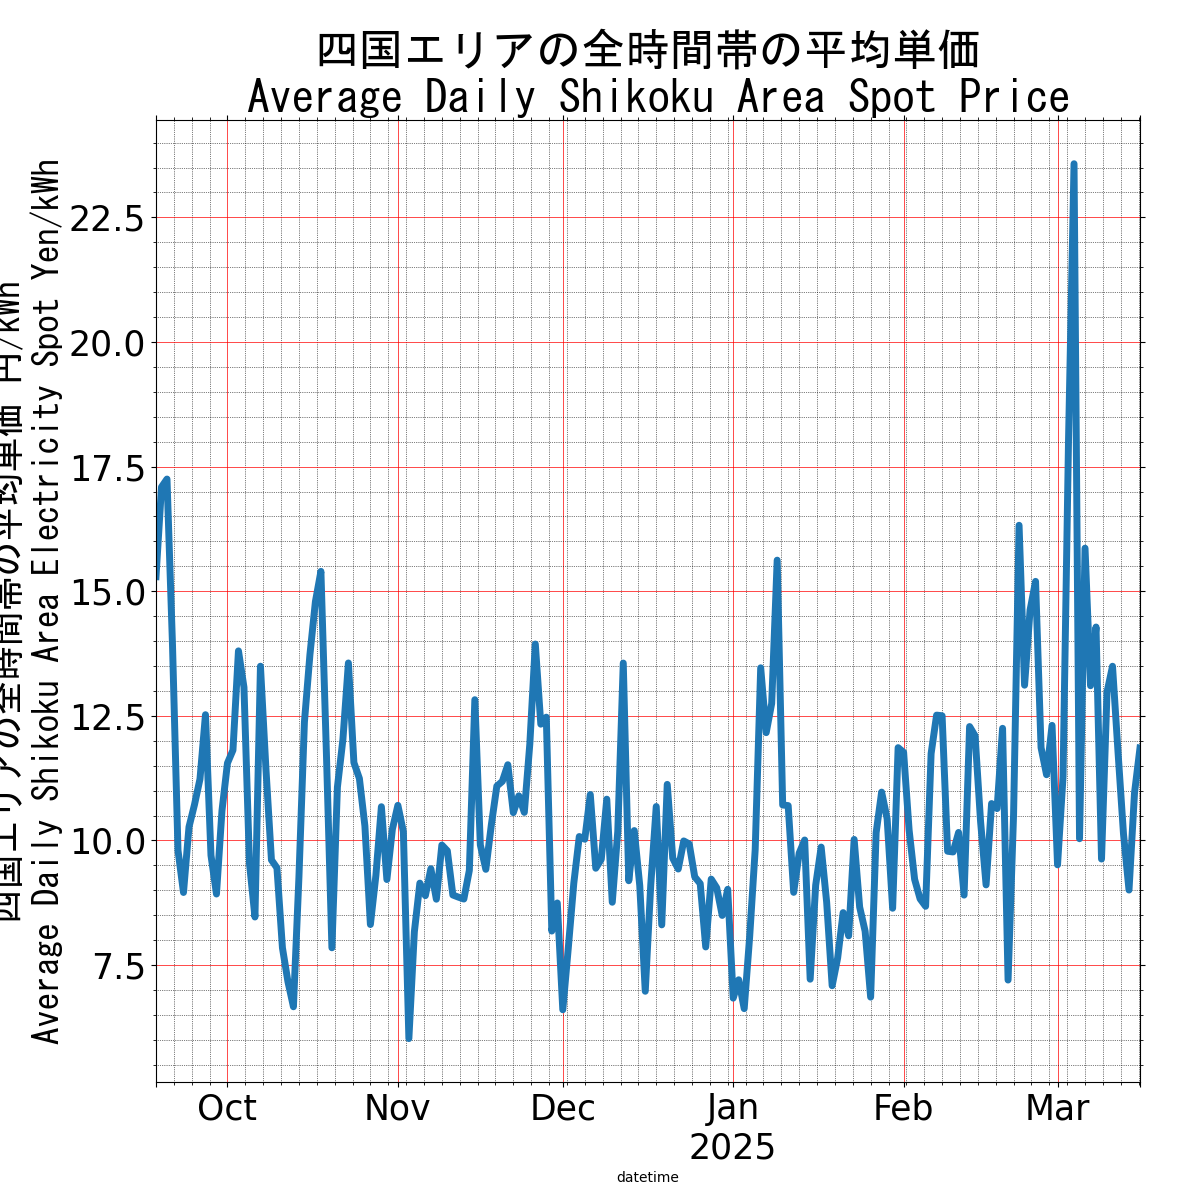 四国エリアの全時間帯の平均単価
Average Daily Shikoku Area Spot Price
四国エリアの全時間帯の平均単価 円/kWh
Average Daily Shikoku Area Electricity Spot Yen/kWh
22.5
20.0
17.5
15.0
12.5
10.0
7.5
Oct
Nov
Dec
Jan
2025
Feb
Mar
datetime